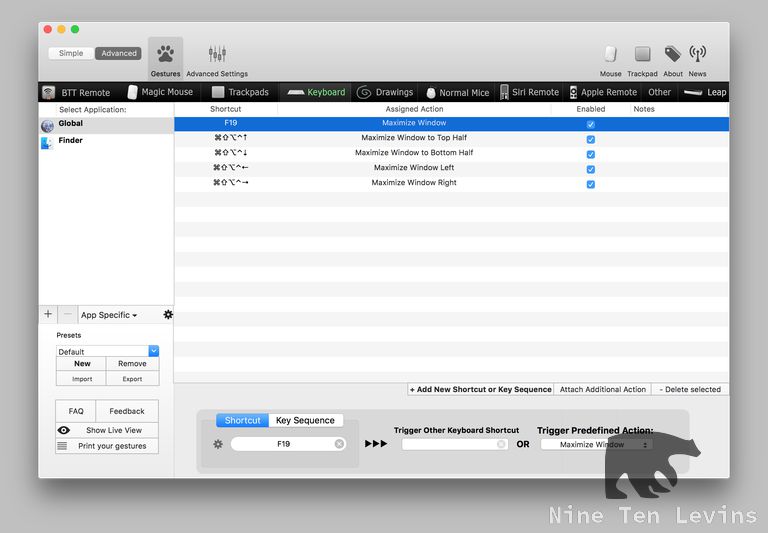 Simple Advanced
Gestures Advanced Settings Mouse Trackpad About News
BTT Remote Magic Mouse Trackpads Keyboard Drawings Normal Mice Siri Remote Apple Remote Other Leap
Select Application: Shortcut Assigned Action Enabled Notes
Global F19 Maximize Window
Finder ⌘⇧⌥^↑ Maximize Window to Top Half
⌘⇧⌥^↓ Maximize Window to Bottom Half
⌘⇧⌥^← Maximize Window Left
⌘⇧⌥^→ Maximize Window Right
+ − App Specific
Presets
Default
New Remove
Import Export
+ Add New Shortcut or Key Sequence Attach Additional Action - Delete selected
FAQ Feedback
Show Live View
Print your gestures
Shortcut Key Sequence
Trigger Other Keyboard Shortcut Trigger Predefined Action:
F19 OR Maximize Window
Nine Ten Levins